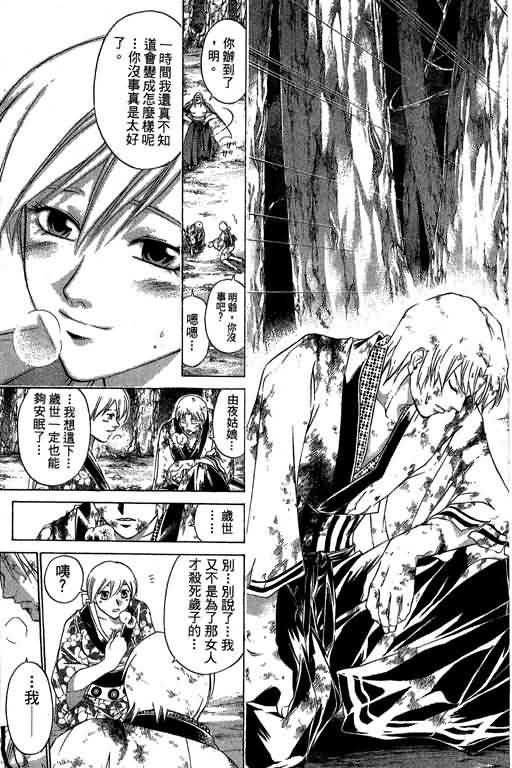 你辦到了
，明。
一時間我還真不知
道會變成怎麼樣呢
…你沒事真是太好
了。
明爺，你沒
事吧？
嗯嗯…
由夜姑娘…
…我想這下…
歲世一定也能
夠安眠了…
歲世
…
別…別說了…我
又不是為了那女人
才殺死歲子的…
咦？
…我——